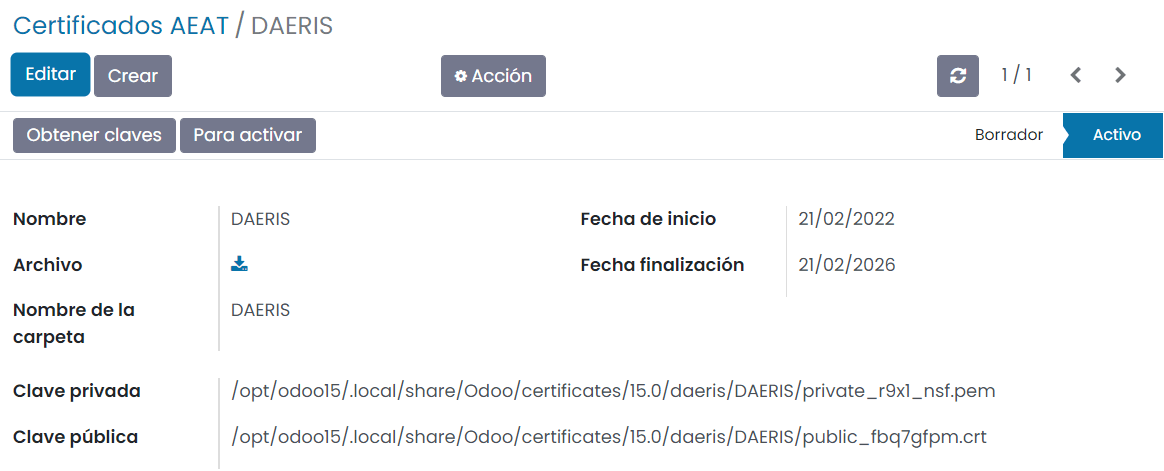 Certificados AEAT / DAERIS
Editar Crear Acción 1 / 1
Obtener claves Para activar Borrador Activo
Nombre DAERIS Fecha de inicio 21/02/2022
Archivo Fecha finalización 21/02/2026
Nombre de la DAERIS
carpeta
Clave privada /opt/odoo15/.local/share/Odoo/certificates/15.0/daeris/DAERIS/private_r9x1_nsf.pem
Clave pública /opt/odoo15/.local/share/Odoo/certificates/15.0/daeris/DAERIS/public_fbq7gfpm.crt